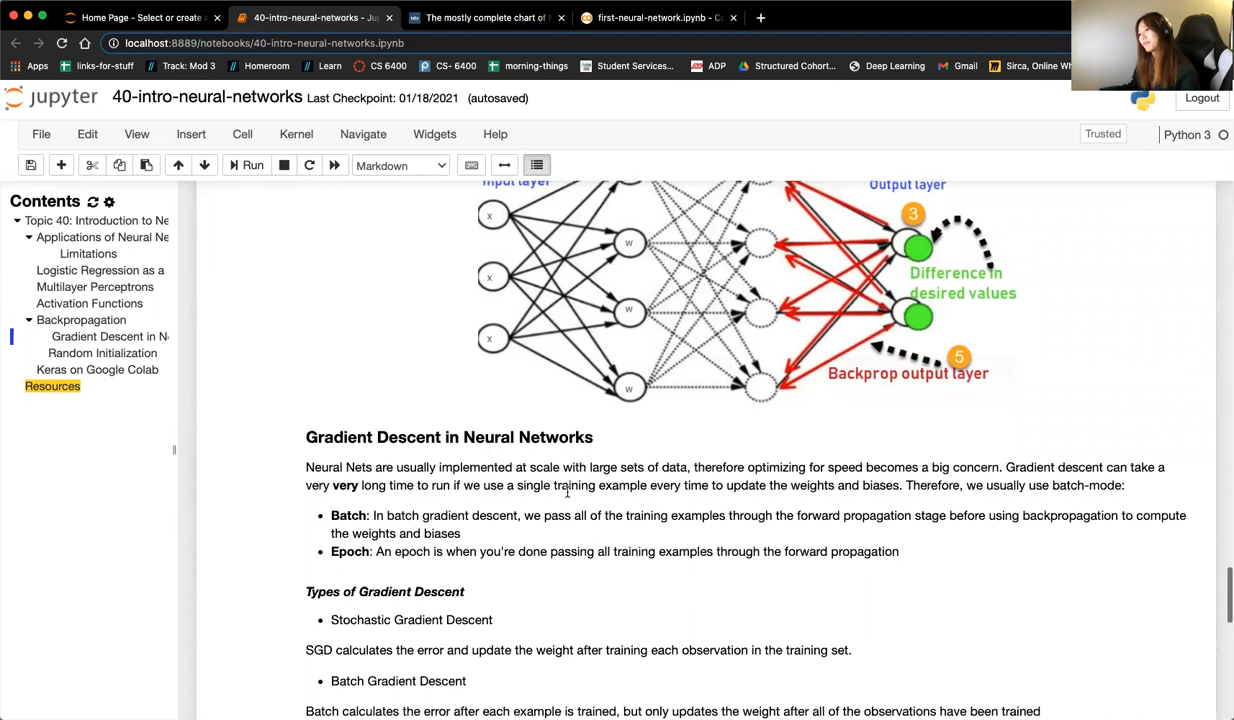 Home Page - Select or create a
40-intro-neural-networks - Jup
The mostly complete chart of N
first-neural-network.ipynb - Co
localhost:8889/notebooks/40-intro-neural-networks.ipynb
Apps
links-for-stuff
Track: Mod 3
Homeroom
Learn
CS 6400
CS- 6400
morning-things
Student Services...
ADP
Structured Cohort...
Deep Learning
Gmail
Sirca, Online Wh
jupyter 40-intro-neural-networks Last Checkpoint: 01/18/2021 (autosaved)
Logout
File Edit View Insert Cell Kernel Navigate Widgets Help
Trusted
Python 3
Run
Markdown
Contents
Topic 40: Introduction to Ne
Applications of Neural Ne
Limitations
Logistic Regression as a
Multilayer Perceptrons
Activation Functions
Backpropagation
Gradient Descent in N
Random Initialization
Keras on Google Colab
Resources
Input layer
Output layer
x
x
x
w
w
w
3
Difference in
desired values
5
Backprop output layer
Gradient Descent in Neural Networks
Neural Nets are usually implemented at scale with large sets of data, therefore optimizing for speed becomes a big concern. Gradient descent can take a
very very long time to run if we use a single training example every time to update the weights and biases. Therefore, we usually use batch-mode:
• Batch: In batch gradient descent, we pass all of the training examples through the forward propagation stage before using backpropagation to compute
the weights and biases
• Epoch: An epoch is when you're done passing all training examples through the forward propagation
Types of Gradient Descent
• Stochastic Gradient Descent
SGD calculates the error and update the weight after training each observation in the training set.
• Batch Gradient Descent
Batch calculates the error after each example is trained, but only updates the weight after all of the observations have been trained